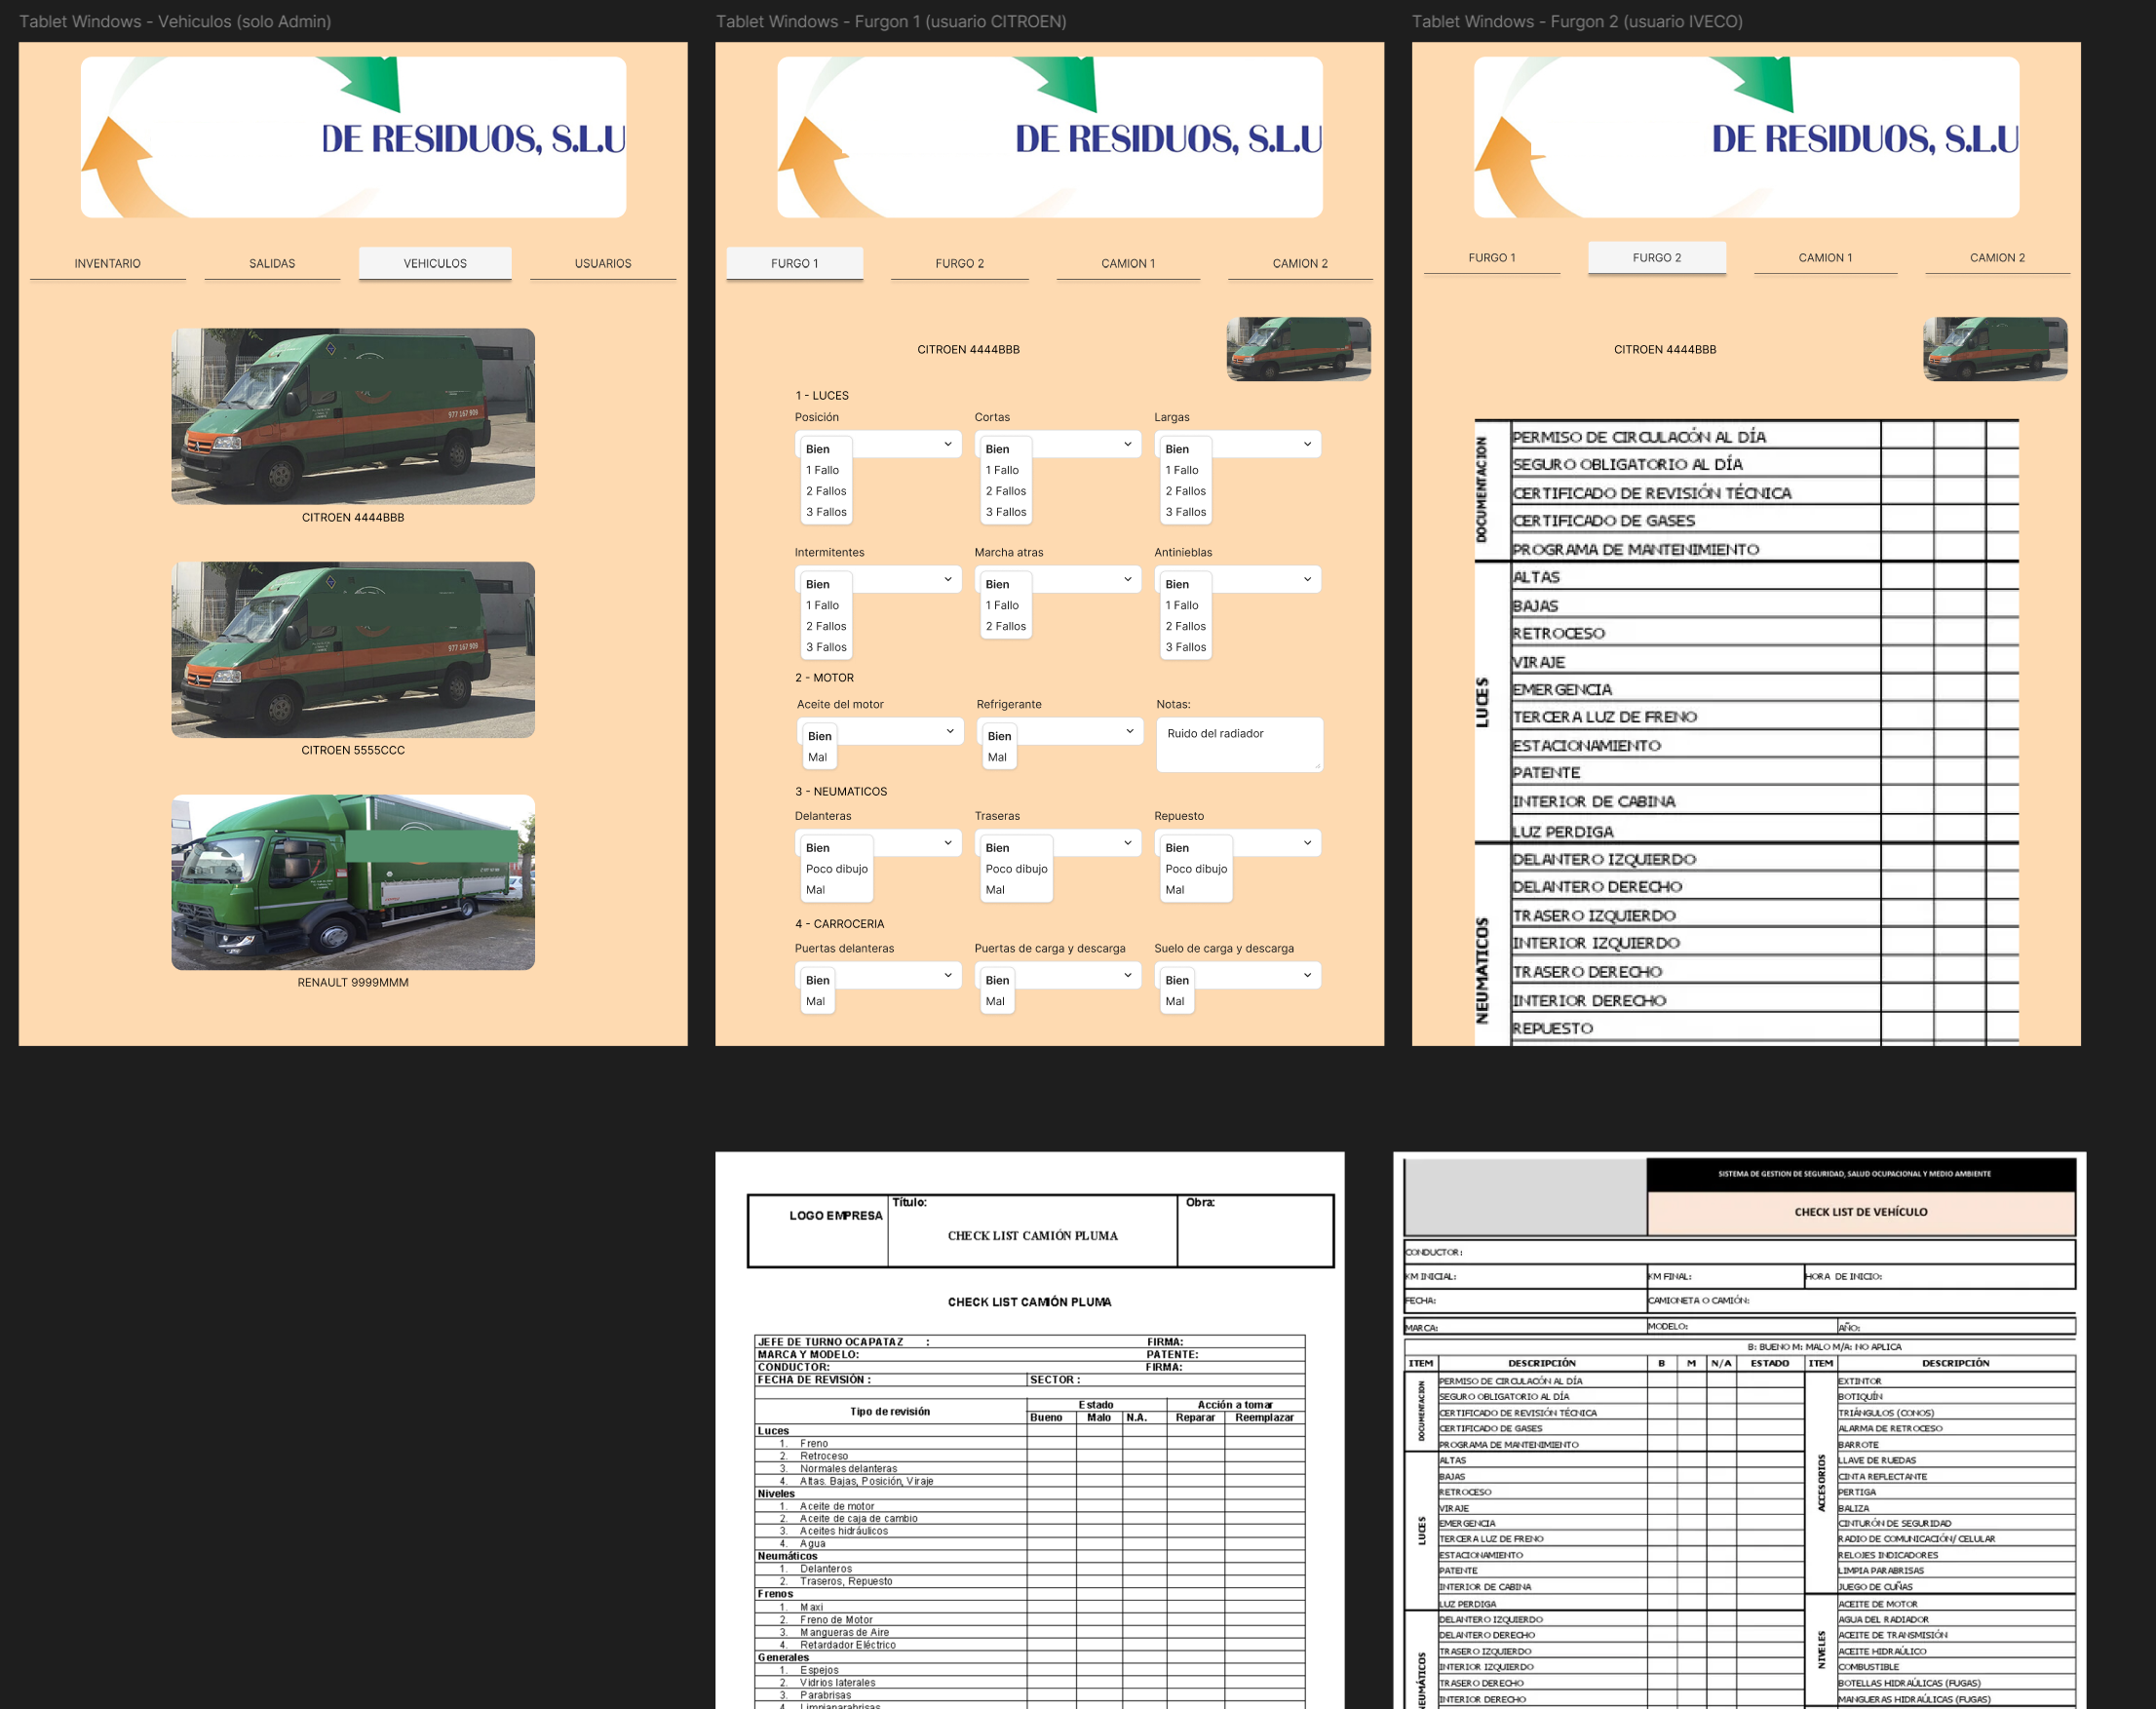 Tablet Windows - Vehiculos (solo Admin)
DE RESIDUOS, S.L.U
INVENTARIO
SALIDAS
VEHICULOS
USUARIOS
977 167 909
CITROEN 4444BBB
977 167 909
CITROEN 5555CCC
RENAULT 9999MMM
Tablet Windows - Furgon 1 (usuario CITROEN)
DE RESIDUOS, S.L.U
FURGO 1
FURGO 2
CAMION 1
CAMION 2
CITROEN 4444BBB
1 - LUCES
Posición
Bien
1 Fallo
2 Fallos
3 Fallos
Cortas
Bien
1 Fallo
2 Fallos
3 Fallos
Largas
Bien
1 Fallo
2 Fallos
3 Fallos
Intermitentes
Bien
1 Fallo
2 Fallos
3 Fallos
Marcha atras
Bien
1 Fallo
2 Fallos
Antinieblas
Bien
1 Fallo
2 Fallos
3 Fallos
2 - MOTOR
Aceite del motor
Bien
Mal
Refrigerante
Bien
Mal
Notas:
Ruido del radiador
3 - NEUMATICOS
Delanteras
Bien
Poco dibujo
Mal
Traseras
Bien
Poco dibujo
Mal
Repuesto
Bien
Poco dibujo
Mal
4 - CARROCERIA
Puertas delanteras
Bien
Mal
Puertas de carga y descarga
Bien
Mal
Suelo de carga y descarga
Bien
Mal
Tablet Windows - Furgon 2 (usuario IVECO)
DE RESIDUOS, S.L.U
FURGO 1
FURGO 2
CAMION 1
CAMION 2
CITROEN 4444BBB
DOCUMENTACION
PERMISO DE CIRCULACÓN AL DÍA
SEGURO OBLIGATORIO AL DÍA
CERTIFICADO DE REVISIÓN TÉCNICA
CERTIFICADO DE GASES
PROGRAMA DE MANTENIMIENTO
LUCES
ALTAS
BAJAS
RETROCESO
VIRAJE
EMERGENCIA
TERCERA LUZ DE FRENO
ESTACIONAMIENTO
PATENTE
INTERIOR DE CABINA
LUZ PERDIGA
NEUMATICOS
DELANTERO IZQUIERDO
DELANTERO DERECHO
TRASERO IZQUIERDO
INTERIOR IZQUIERDO
TRASERO DERECHO
INTERIOR DERECHO
REPUESTO
LOGO EMPRESA
Título:
CHECK LIST CAMIÓN PLUMA
Obra:
CHECK LIST CAMIÓN PLUMA
JEFE DE TURNO OCAPATAZ : FIRMA:
MARCA Y MODELO: PATENTE:
CONDUCTOR: FIRMA:
FECHA DE REVISIÓN : SECTOR :
Tipo de revisión
Estado
Acción a tomar
Bueno Malo N.A. Reparar Reemplazar
Luces
1. Freno
2. Retroceso
3. Normales delanteras
4. Altas. Bajas, Posición, Viraje
Niveles
1. Aceite de motor
2. Aceite de caja de cambio
3. Aceites hidráulicos
4. Agua
Neumáticos
1. Delanteros
2. Traseros, Repuesto
Frenos
1. Maxi
2. Freno de Motor
3. Mangueras de Aire
4. Retardador Eléctrico
Generales
1. Espejos
2. Vidrios laterales
3. Parabrisas
4. Limpiaparabrisas
SISTEMA DE GESTION DE SEGURIDAD, SALUD OCUPACIONAL Y MEDIO AMBIENTE
CHECK LIST DE VEHÍCULO
CONDUCTOR:
KM INICIAL: KM FINAL: HORA DE INICIO:
FECHA: CAMIONETA O CAMIÓN:
MARCA: MODELO: AÑO:
B: BUENO M: MALO M/A: NO APLICA
ITEM DESCRIPCIÓN B M N/A ESTADO ITEM DESCRIPCIÓN
DOCUMENTACION
PERMISO DE CIRCULACÓN AL DÍA
SEGURO OBLIGATORIO AL DÍA
CERTIFICADO DE REVISIÓN TÉCNICA
CERTIFICADO DE GASES
PROGRAMA DE MANTENIMIENTO
LUCES
ALTAS
BAJAS
RETROCESO
VIRAJE
EMERGENCIA
TERCERA LUZ DE FRENO
ESTACIONAMIENTO
PATENTE
INTERIOR DE CABINA
LUZ PERDIGA
NEUMÁTICOS
DELANTERO IZQUIERDO
DELANTERO DERECHO
TRASERO IZQUIERDO
INTERIOR IZQUIERDO
TRASERO DERECHO
INTERIOR DERECHO
ACCESORIOS
EXTINTOR
BOTIQUÍN
TRIÁNGULOS (CONOS)
ALARMA DE RETROCESO
BARROTE
LLAVE DE RUEDAS
CINTA REFLECTANTE
PERTIGA
BALIZA
CINTURÓN DE SEGURIDAD
RADIO DE COMUNICACIÓN/ CELULAR
RELOJES INDICADORES
LIMPIA PARABRISAS
JUEGO DE CUÑAS
NIVELES
ACEITE DE MOTOR
AGUA DEL RADIADOR
ACEITE DE TRANSMISIÓN
ACEITE HIDRAÚLICO
COMBUSTIBLE
BOTELLAS HIDRAÚLICAS (FUGAS)
MANGUERAS HIDRAÚLICAS (FUGAS)